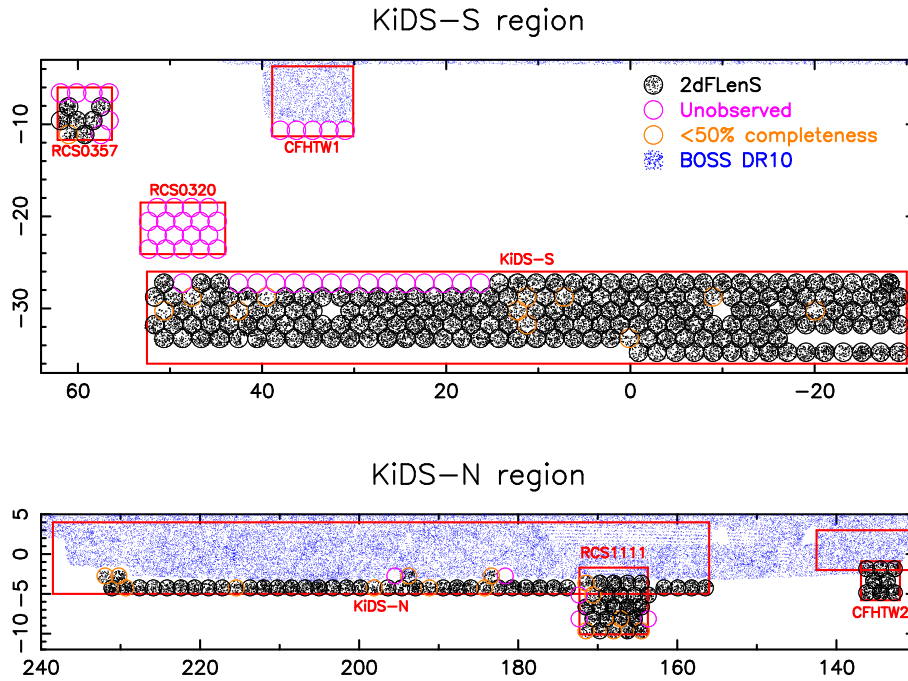 KiDS-S region
2dFLenS
Unobserved
<50% completeness
BOSS DR10
RCS0357
CFHTW1
RCS0320
KiDS-S
-10
-20
-30
60 40 20 0 -20
KiDS-N region
5
0
-5
-10
RCS1111
KiDS-N
CFHTW2
240 220 200 180 160 140